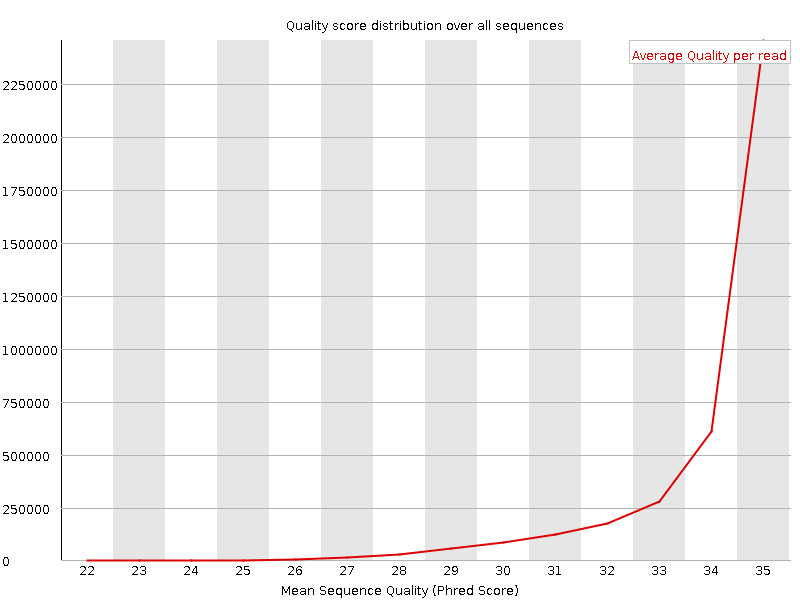 Quality score distribution over all sequences
Average Quality per read
2250000
2000000
1750000
1500000
1250000
1000000
750000
500000
250000
0
22 23 24 25 26 27 28 29 30 31 32 33 34 35
Mean Sequence Quality (Phred Score)